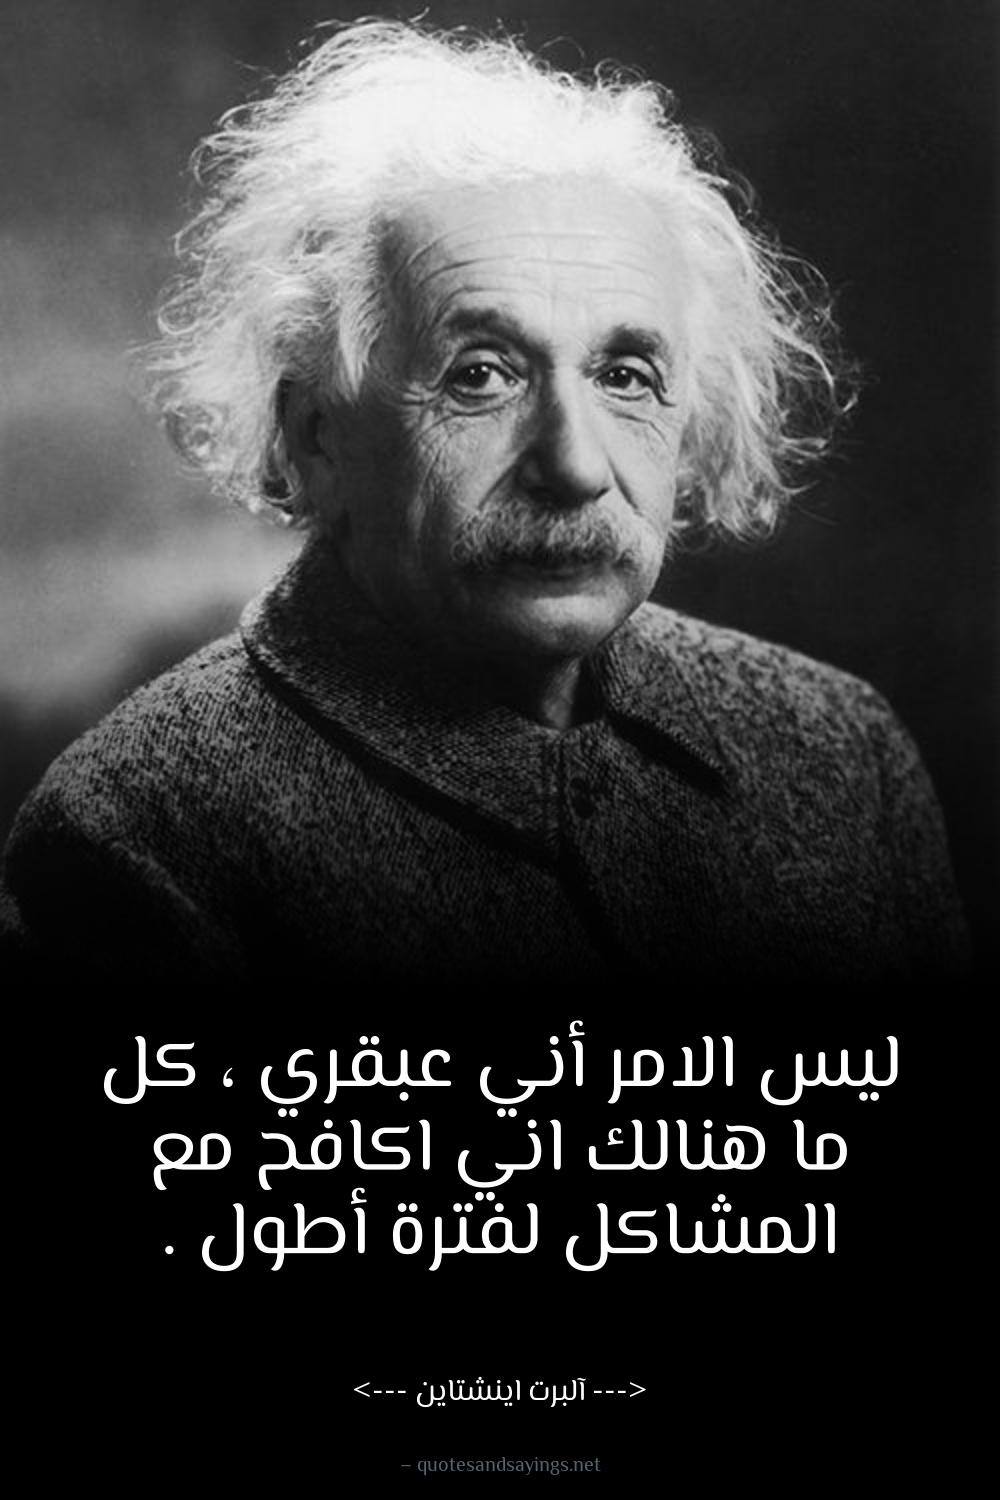 ليس الامر أني عبقري ، كل
ما هنالك اني اكافح مع
المشاكل لفترة أطول .
<--- آلبرت اينشتاين --->
– quotesandsayings.net